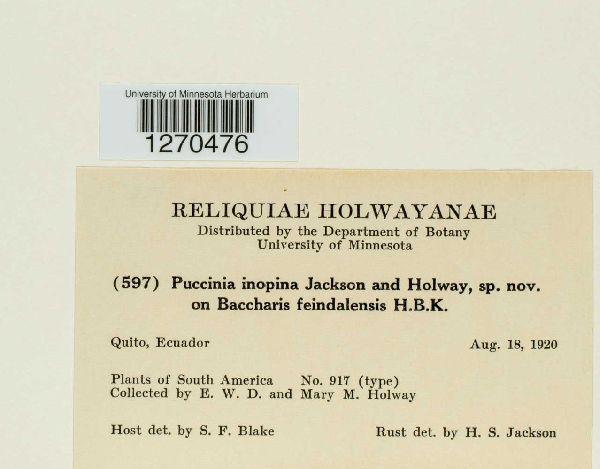 University of Minnesota Herbarium
1270476
RELIQUIAE HOLWAYANAE
Distributed by the Department of Botany
University of Minnesota
(597) Puccinia inopina Jackson and Holway, sp. nov.
on Baccharis feindalensis H.B.K.
Quito, Ecuador Aug. 18, 1920
Plants of South America No. 917 (type)
Collected by E. W. D. and Mary M. Holway
Host det. by S. F. Blake Rust det. by H. S. Jackson